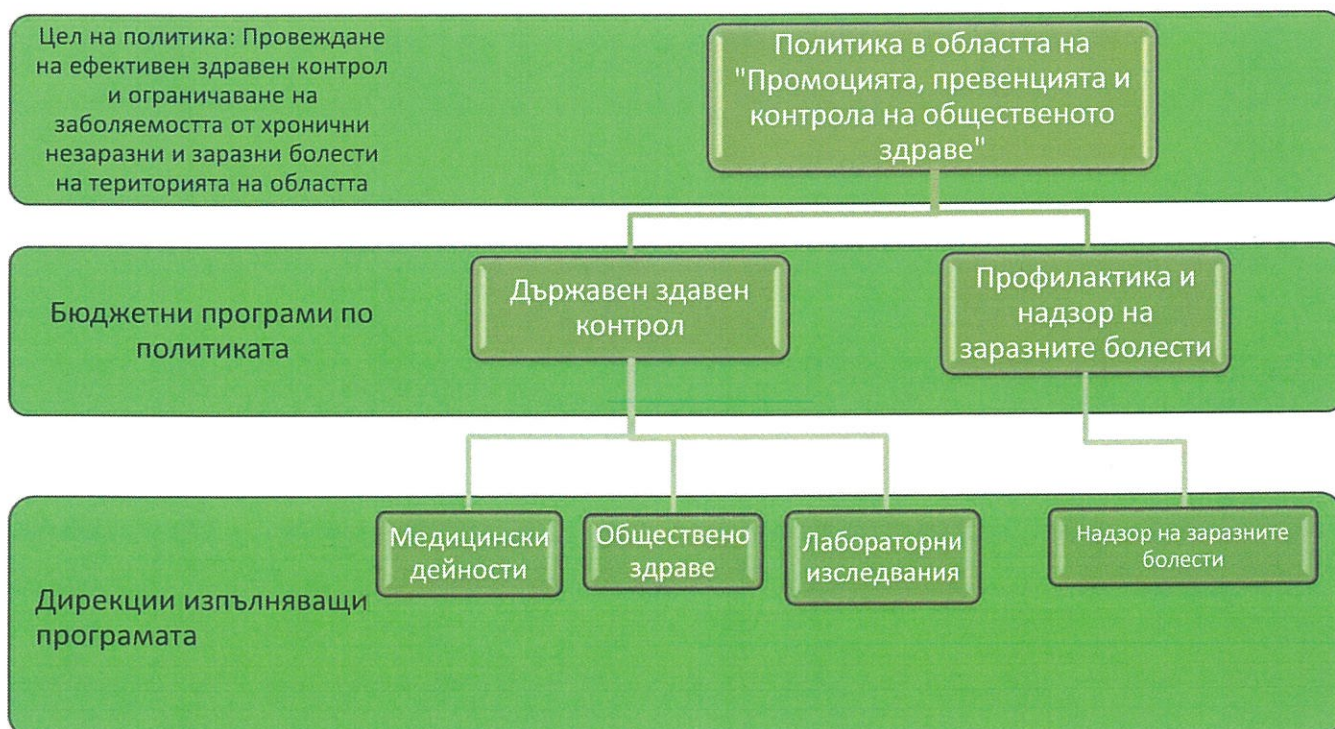 Цел на политика: Провеждане
на ефективен здравен контрол
и ограничаване на
заболяемостта от хронични
незаразни и заразни болести
на територията на областта
Политика в областта на
"Промоцията, превенцията и
контрола на общественото
здраве"
Бюджетни програми по
политиката
Държавен здавен
контрол
Профилактика и
надзор на
заразните болести
Дирекции изпълняващи
програмата
Медицински
дейности
Обществено
здраве
Лабораторни
изследвания
Надзор на заразните
болести